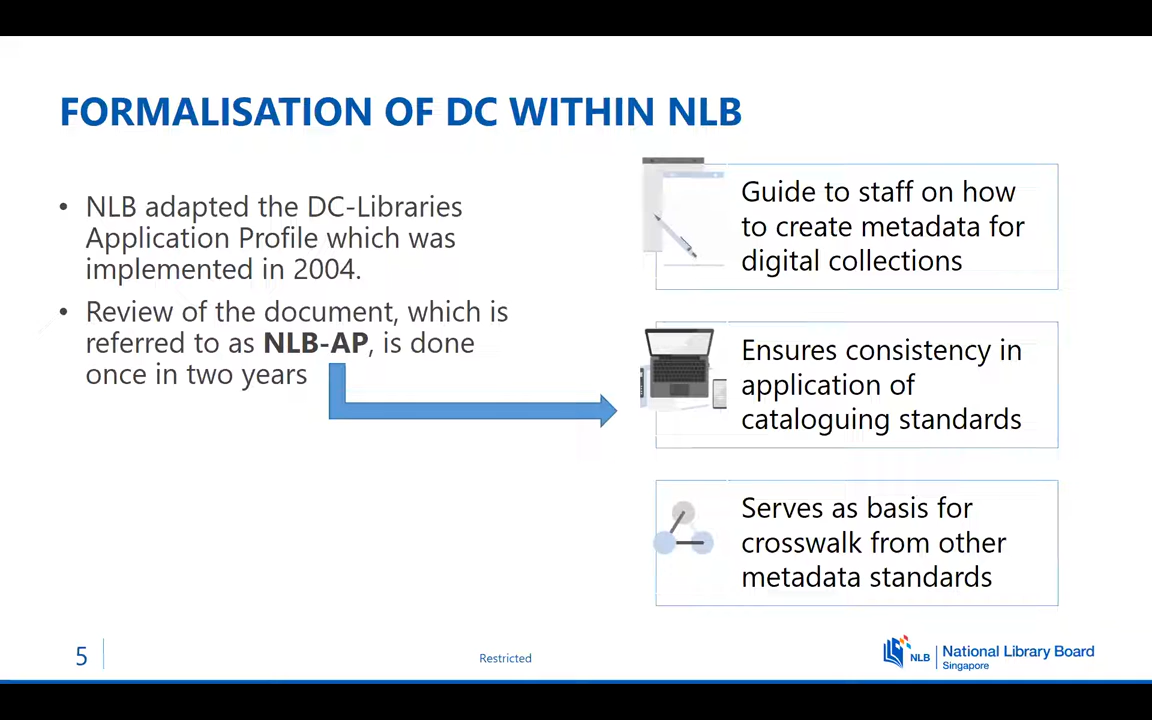 FORMALISATION OF DC WITHIN NLB
• NLB adapted the DC-Libraries
Application Profile which was
implemented in 2004.
• Review of the document, which is
referred to as NLB-AP, is done
once in two years
Guide to staff on how
to create metadata for
digital collections
Ensures consistency in
application of
cataloguing standards
Serves as basis for
crosswalk from other
metadata standards
5
Restricted
NLB
National Library Board
Singapore